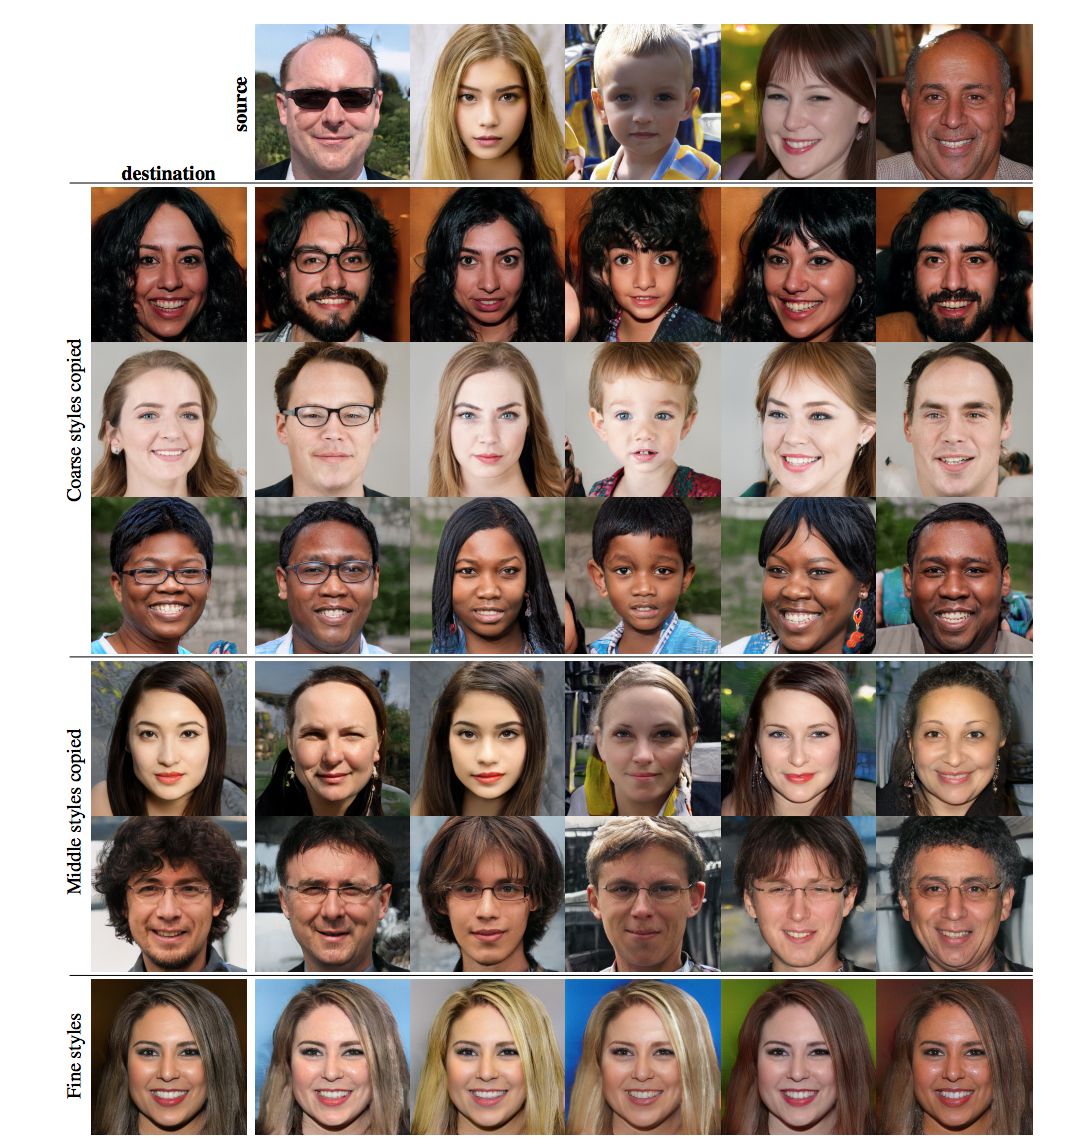 source
destination
Coarse styles copied
Middle styles copied
Fine styles